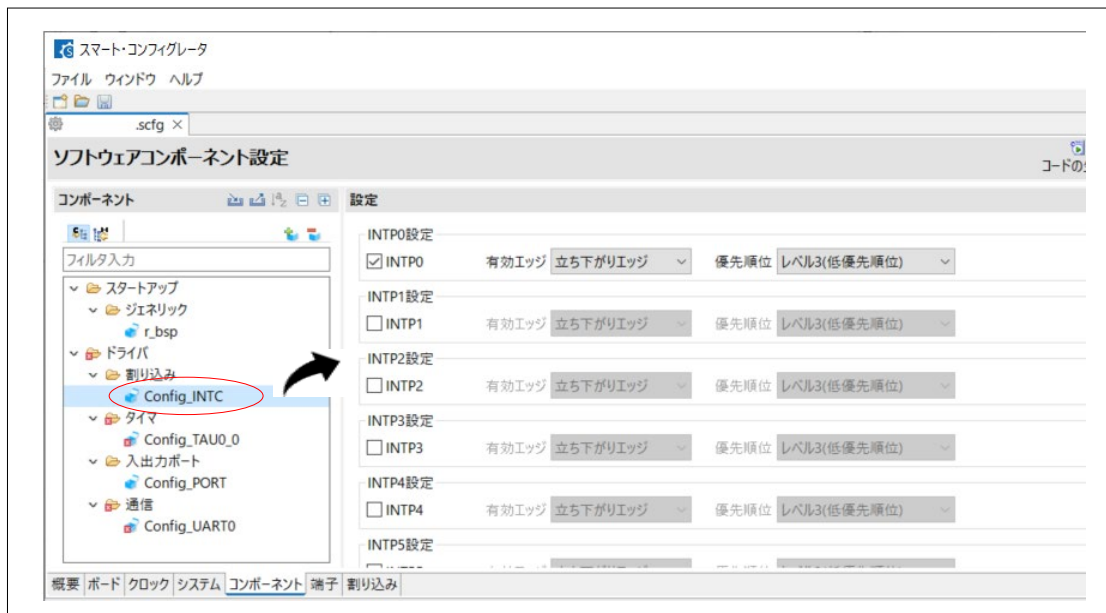 スマート・コンフィグレータ
ファイル ウィンドウ ヘルプ
.scfg
ソフトウェアコンポーネント設定
コードの
コンポーネント
設定
フィルタ入力
スタートアップ
ジェネリック
r_bsp
ドライバ
割り込み
Config_INTC
タイマ
Config_TAU0_0
入出力ポート
Config_PORT
通信
Config_UART0
INTP0設定
INTP0 有効エッジ 立ち下がりエッジ 優先順位 レベル3(低優先順位)
INTP1設定
INTP1 有効エッジ 立ち下がりエッジ 優先順位 レベル3(低優先順位)
INTP2設定
INTP2 有効エッジ 立ち下がりエッジ 優先順位 レベル3(低優先順位)
INTP3設定
INTP3 有効エッジ 立ち下がりエッジ 優先順位 レベル3(低優先順位)
INTP4設定
INTP4 有効エッジ 立ち下がりエッジ 優先順位 レベル3(低優先順位)
INTP5設定
概要 ボード クロック システム コンポーネント 端子 割り込み